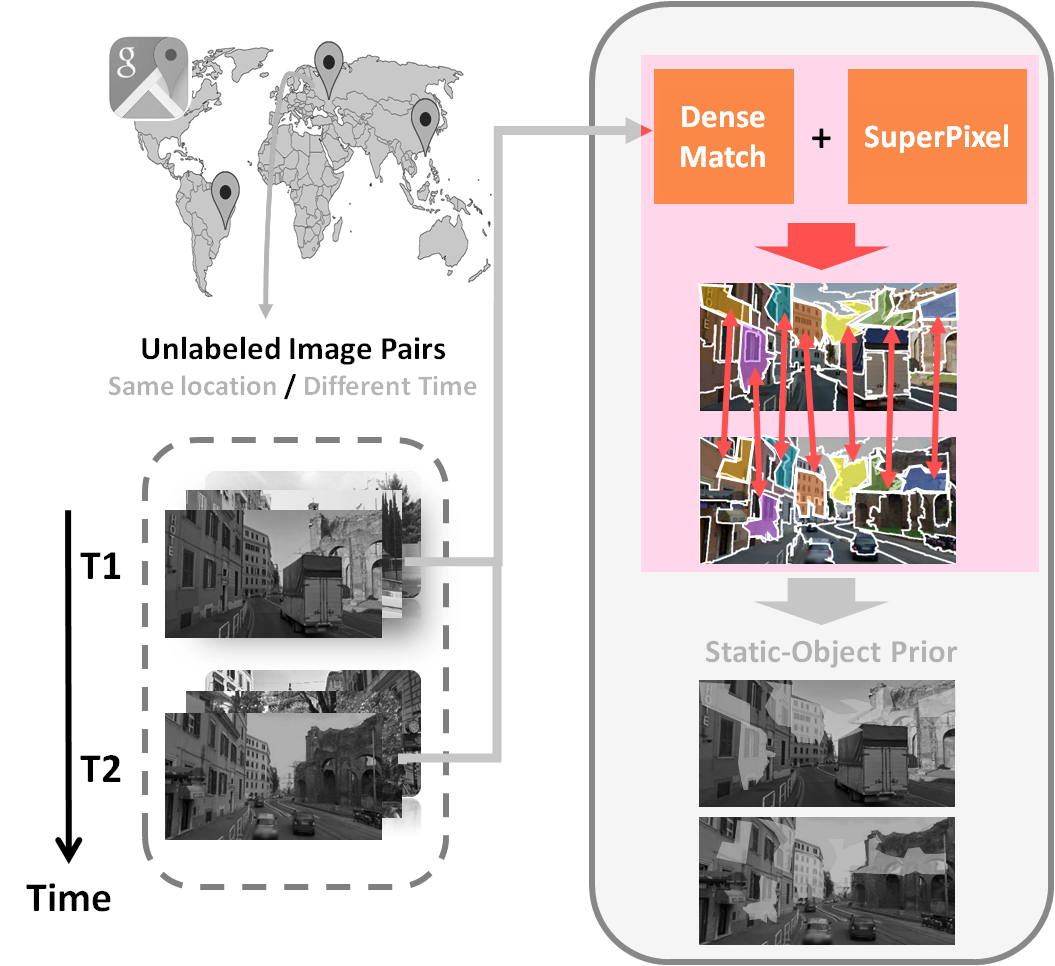 g
Unlabeled Image Pairs
Same location / Different Time
T1
T2
Time
Dense
Match
+
SuperPixel
Static-Object Prior